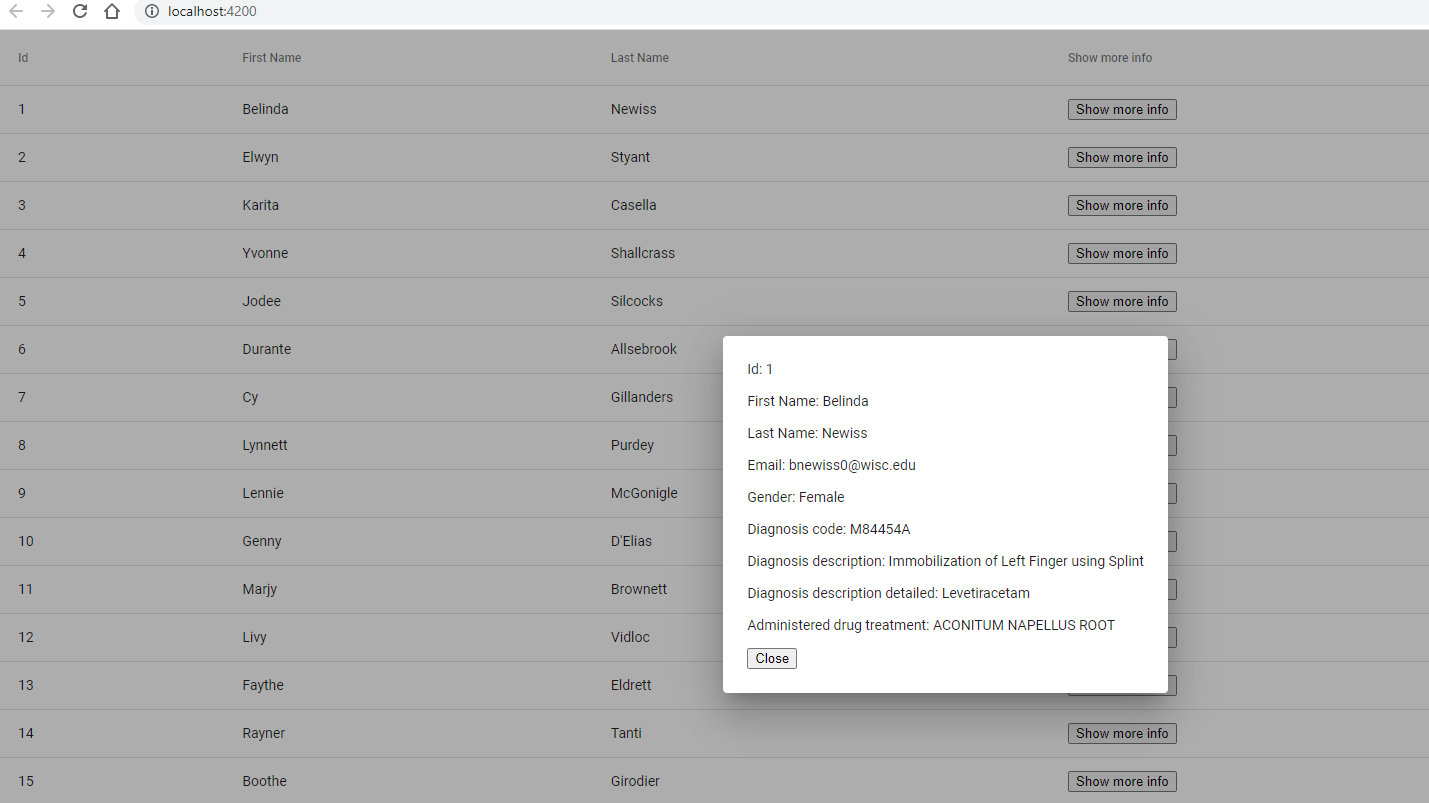 localhost:4200
Id First Name Last Name Show more info
1 Belinda Newiss Show more info
2 Elwyn Styant Show more info
3 Karita Casella Show more info
4 Yvonne Shallcrass Show more info
5 Jodee Silcocks Show more info
6 Durante Allsebrook
7 Cy Gillanders
8 Lynnett Purdey
9 Lennie McGonigle
10 Genny D'Elias
11 Marjy Brownett
12 Livy Vidloc
13 Faythe Eldrett
14 Rayner Tanti Show more info
15 Boothe Girodier Show more info
Id: 1
First Name: Belinda
Last Name: Newiss
Email: bnewiss0@wisc.edu
Gender: Female
Diagnosis code: M84454A
Diagnosis description: Immobilization of Left Finger using Splint
Diagnosis description detailed: Levetiracetam
Administered drug treatment: ACONITUM NAPELLUS ROOT
Close